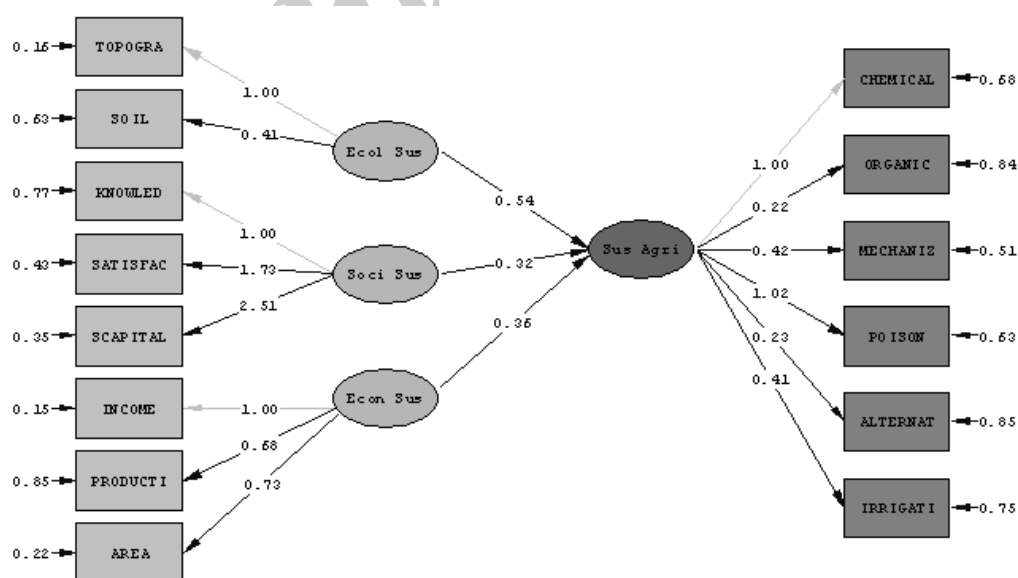 0.15 TOPOGRA
0.63 SOIL
0.77 KNOWLED
0.43 SATISFAC
0.35 SCAPITAL
0.15 INCOME
0.85 PRODUCTI
0.22 AREA
1.00
0.41
1.00
1.73
2.51
1.00
0.68
0.73
Ecol Sus
Soci Sus
Econ Sus
0.54
0.32
0.36
Sus Agri
1.00
0.22
0.42
1.02
0.23
0.41
CHEMICAL 0.68
ORGANIC 0.84
MECHANIZ 0.51
POISON 0.63
ALTERNAT 0.85
IRRIGATI 0.75